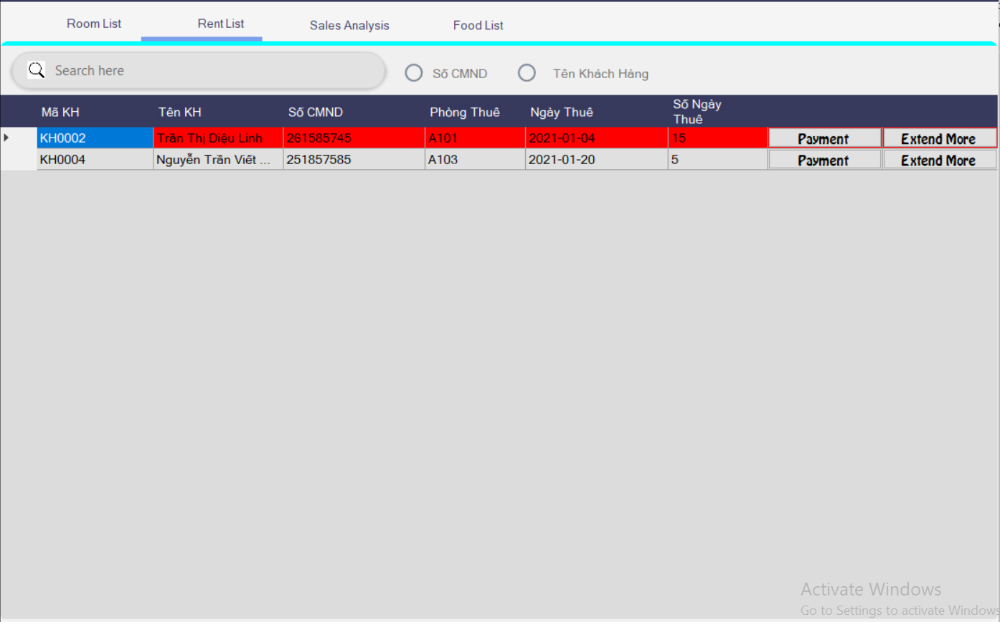 Room List Rent List Sales Analysis Food List
Search here Số CMND Tên Khách Hàng
Mã KH Tên KH Số CMND Phòng Thuê Ngày Thuê Số Ngày
Thuê
KH0002 Trần Thị Diệu Linh 261585745 A101 2021-01-04 15 Payment Extend More
KH0004 Nguyễn Trần Viết ... 251857585 A103 2021-01-20 5 Payment Extend More
Activate Windows
Go to Settings to activate Windows